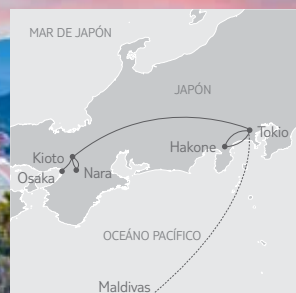 MAR DE JAPÓN
JAPÓN
Tokio
Hakone
Kioto
Nara
Osaka
OCEÁNO PACÍFICO
Maldivas